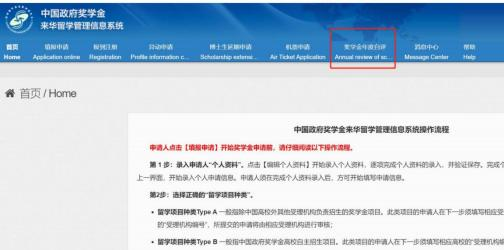 中国政府奖学金
来华留学管理信息系统
首页 填报申请 报到注册 异动申请 博士生延期申请 机票申请 奖学金年度自评 消息中心 帮助
Home Application online Registration Profile information c... Scholarship extensi... Air Ticket Application Annual review of sc... Message Center Help
首页 / Home
中国政府奖学金来华留学管理信息系统操作流程
申请人点击【填报申请】开始奖学金申请前，请仔细阅读以下操作流程。
第 1 步：录入申请人“个人资料”。点击【编辑个人资料】开始录入个人资料，逐项完成个人资料的录入，并验证保存。完成个
上一界面，开始录入个人申请信息。申请人须在完成个人资料录入后，方可开始填写申请信息。
第2步：选择正确的“留学项目种类”。
• 留学项目种类Type A 一般指除中国高校外其他受理机构负责招生的奖学金项目。此类项目的申请人在下一步须填写相应受
的“受理机构编号”，所提交的申请将由相应受理机构进行审核；
• 留学项目种类Type B 一般指中国政府奖学金高校自主招生项目。此类项目的申请人在下一步须填写相应高校的“受理机构编